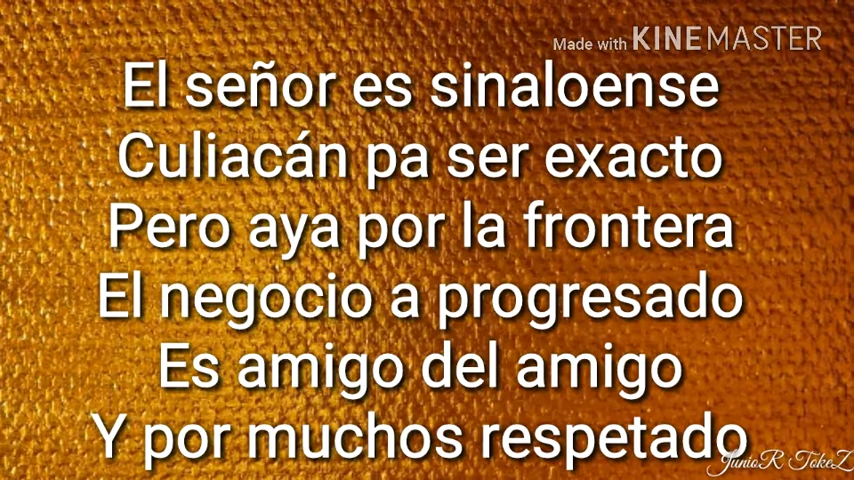 Made with KINEMASTER
El señor es sinaloense
Culiacán pa ser exacto
Pero aya por la frontera
El negocio a progresado
Es amigo del amigo
Y por muchos respetado
JunioR TokeZ